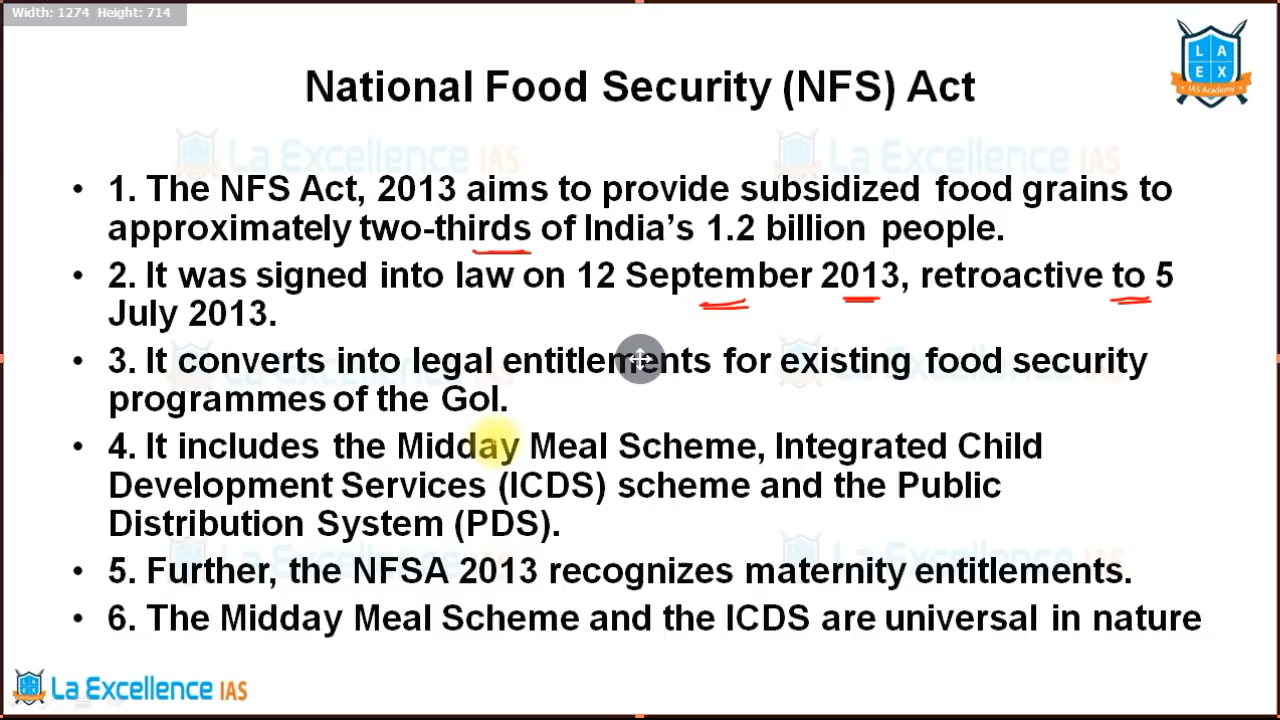 Width: 1274 Height: 714
L A
E X
IAS Academy
National Food Security (NFS) Act
La Excellence IAS La Excellence IAS
• 1. The NFS Act, 2013 aims to provide subsidized food grains to
approximately two-thirds of India’s 1.2 billion people.
• 2. It was signed into law on 12 September 2013, retroactive to 5
July 2013.
• 3. It converts into legal entitlements for existing food security
programmes of the GoI.
• 4. It includes the Midday Meal Scheme, Integrated Child
Development Services (ICDS) scheme and the Public
Distribution System (PDS).
• 5. Further, the NFSA 2013 recognizes maternity entitlements.
• 6. The Midday Meal Scheme and the ICDS are universal in nature
La Excellence IAS